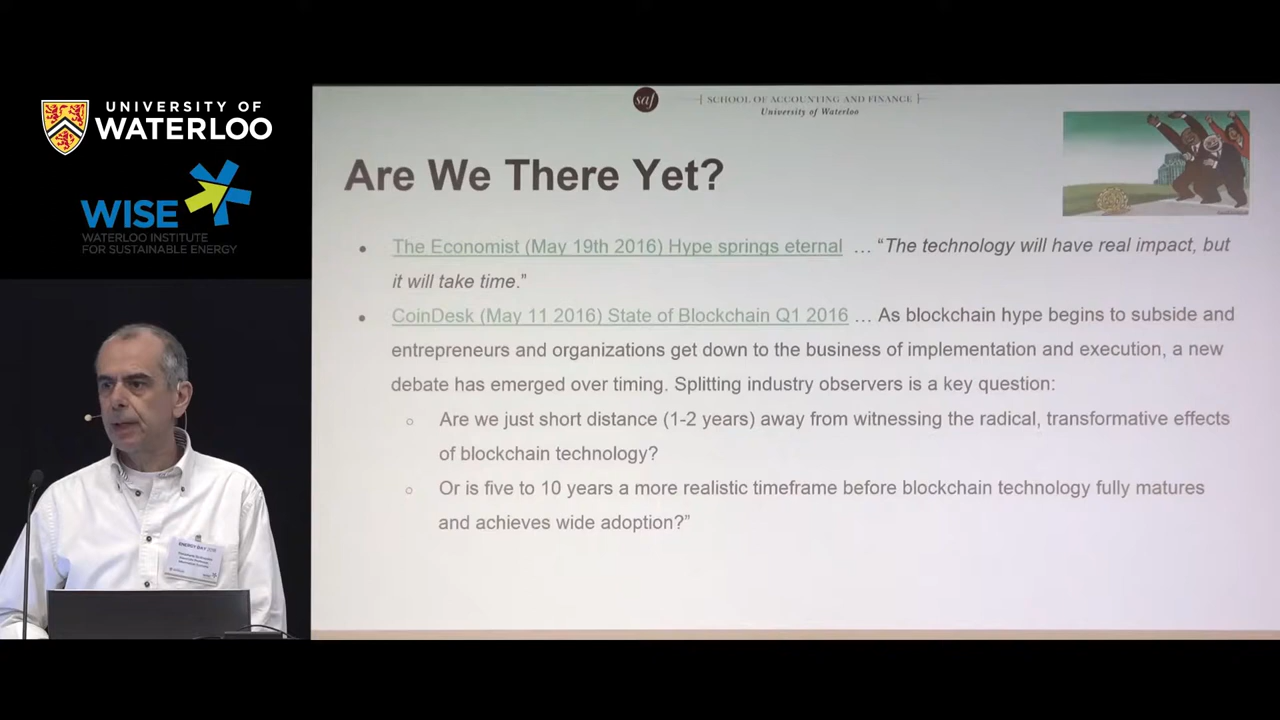 UNIVERSITY OF
WATERLOO
WISE
WATERLOO INSTITUTE
FOR SUSTAINABLE ENERGY
saf
SCHOOL OF ACCOUNTING AND FINANCE
University of Waterloo
Are We There Yet?
• The Economist (May 19th 2016) Hype springs eternal … “The technology will have real impact, but
it will take time.”
• CoinDesk (May 11 2016) State of Blockchain Q1 2016 … As blockchain hype begins to subside and
entrepreneurs and organizations get down to the business of implementation and execution, a new
debate has emerged over timing. Splitting industry observers is a key question:
○ Are we just short distance (1-2 years) away from witnessing the radical, transformative effects
of blockchain technology?
○ Or is five to 10 years a more realistic timeframe before blockchain technology fully matures
and achieves wide adoption?”
ENERGY DAY